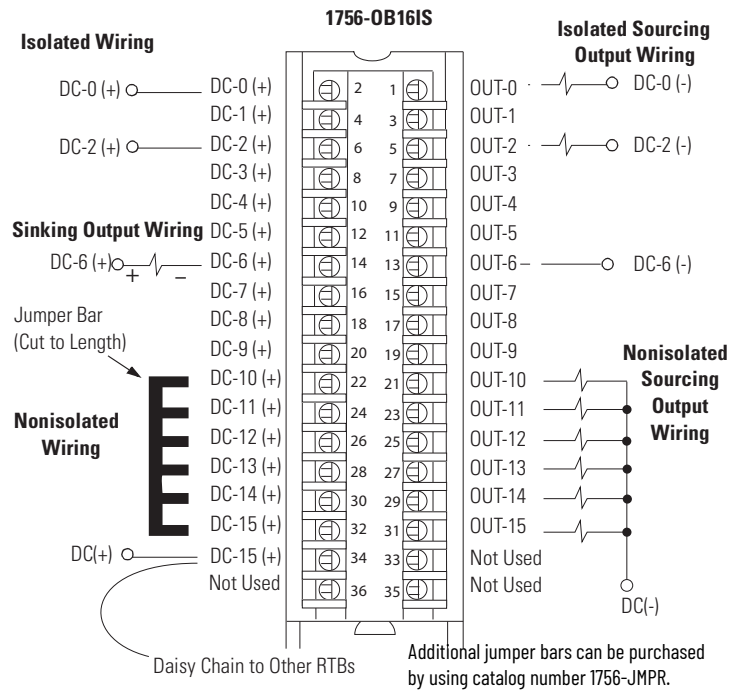 1756-OB16IS
Isolated Wiring
Isolated Sourcing
Output Wiring
DC-0 (+) DC-0 (+) 2 1 OUT-0 DC-0 (-)
DC-1 (+) 4 3 OUT-1
DC-2 (+) DC-2 (+) 6 5 OUT-2 DC-2 (-)
DC-3 (+) 8 7 OUT-3
DC-4 (+) 10 9 OUT-4
Sinking Output Wiring DC-5 (+) 12 11 OUT-5
DC-6 (+) + – DC-6 (+) 14 13 OUT-6 DC-6 (-)
DC-7 (+) 16 15 OUT-7
Jumper Bar
(Cut to Length)
DC-8 (+) 18 17 OUT-8
DC-9 (+) 20 19 OUT-9
Nonisolated
Sourcing
Output
Wiring
DC-10 (+) 22 21 OUT-10
Nonisolated
Wiring
DC-11 (+) 24 23 OUT-11
DC-12 (+) 26 25 OUT-12
DC-13 (+) 28 27 OUT-13
DC-14 (+) 30 29 OUT-14
DC-15 (+) 32 31 OUT-15
DC(+) DC-15 (+) 34 33 Not Used
Not Used 36 35 Not Used
DC(-)
Daisy Chain to Other RTBs
Additional jumper bars can be purchased
by using catalog number 1756-JMPR.